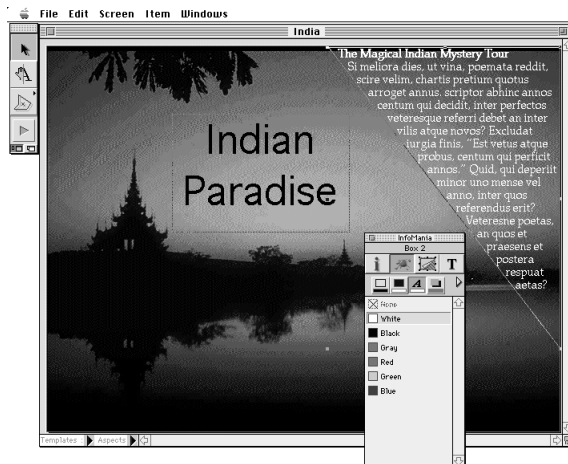 File Edit Screen Item Windows
India
The Magical Indian Mystery Tour
Si meliora dies, ut vina, poemata reddit,
scire velim, chartis pretium quotus
arroget annus. scriptor abhinc annos
centum qui decidit, inter perfectos
veteresque referri debet an inter
vilis atque novos? Excludat
iurgia finis, "Est vetus atque
probus, centum qui perficit
annos." Quid, qui deperiit
minor uno mense vel
anno, inter quos
referendus erit?
Veteresne poetas,
an quos et
praesens et
postera
respuat
aetas?
Indian
Paradise
InfoMania
Box 2
None
White
Black
Gray
Red
Green
Blue
Templates : Aspects